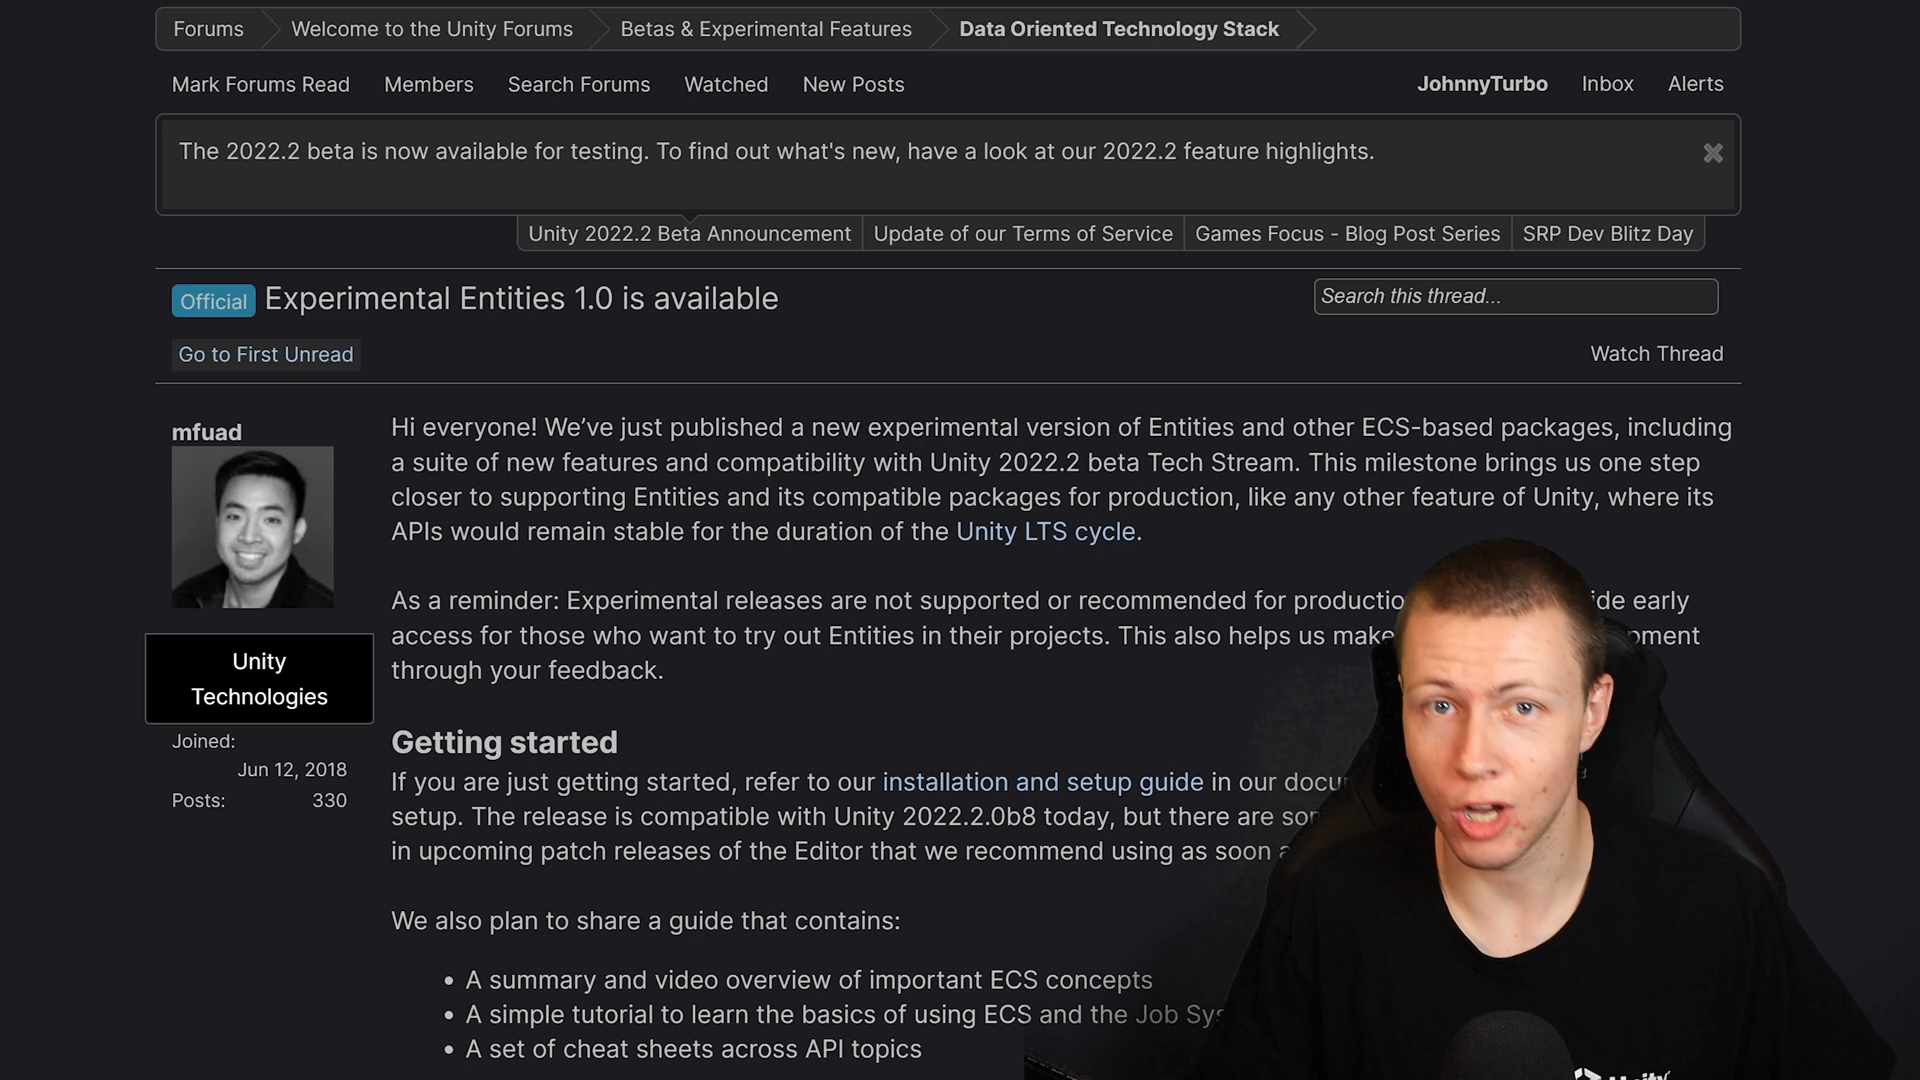 Forums
Welcome to the Unity Forums
Betas & Experimental Features
Data Oriented Technology Stack
Mark Forums Read
Members
Search Forums
Watched
New Posts
JohnnyTurbo
Inbox
Alerts
The 2022.2 beta is now available for testing. To find out what's new, have a look at our 2022.2 feature highlights.
Unity 2022.2 Beta Announcement
Update of our Terms of Service
Games Focus - Blog Post Series
SRP Dev Blitz Day
Official Experimental Entities 1.0 is available
Search this thread...
Go to First Unread
Watch Thread
mfuad
Unity
Technologies
Joined:
Jun 12, 2018
Posts: 330
Hi everyone! We’ve just published a new experimental version of Entities and other ECS-based packages, including
a suite of new features and compatibility with Unity 2022.2 beta Tech Stream. This milestone brings us one step
closer to supporting Entities and its compatible packages for production, like any other feature of Unity, where its
APIs would remain stable for the duration of the Unity LTS cycle.
As a reminder: Experimental releases are not supported or recommended for early
access for those who want to try out Entities in their projects. This also helps us make
through your feedback.
Getting started
If you are just getting started, refer to our installation and setup guide in our
setup. The release is compatible with Unity 2022.2.0b8 today, but there are
in upcoming patch releases of the Editor that we recommend using as soon
We also plan to share a guide that contains:
• A summary and video overview of important ECS concepts
• A simple tutorial to learn the basics of using ECS and the Job
• A set of cheat sheets across API topics